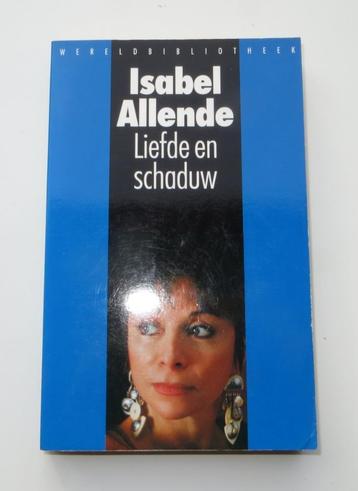 WERELDBIBLIOTHEEK
Isabel
Allende
Liefde en
schaduw